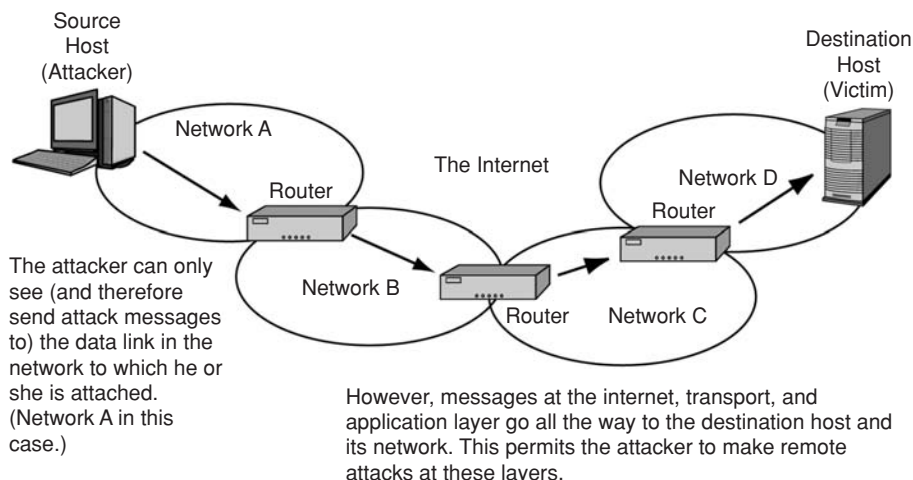 Source
Host
(Attacker)
Destination
Host
(Victim)
Network A
The Internet
Network D
Router
Router
Network B
Router
Network C
The attacker can only
see (and therefore
send attack messages
to) the data link in the
network to which he or
she is attached.
(Network A in this
case.)
However, messages at the internet, transport, and
application layer go all the way to the destination host and
its network. This permits the attacker to make remote
attacks at these layers.